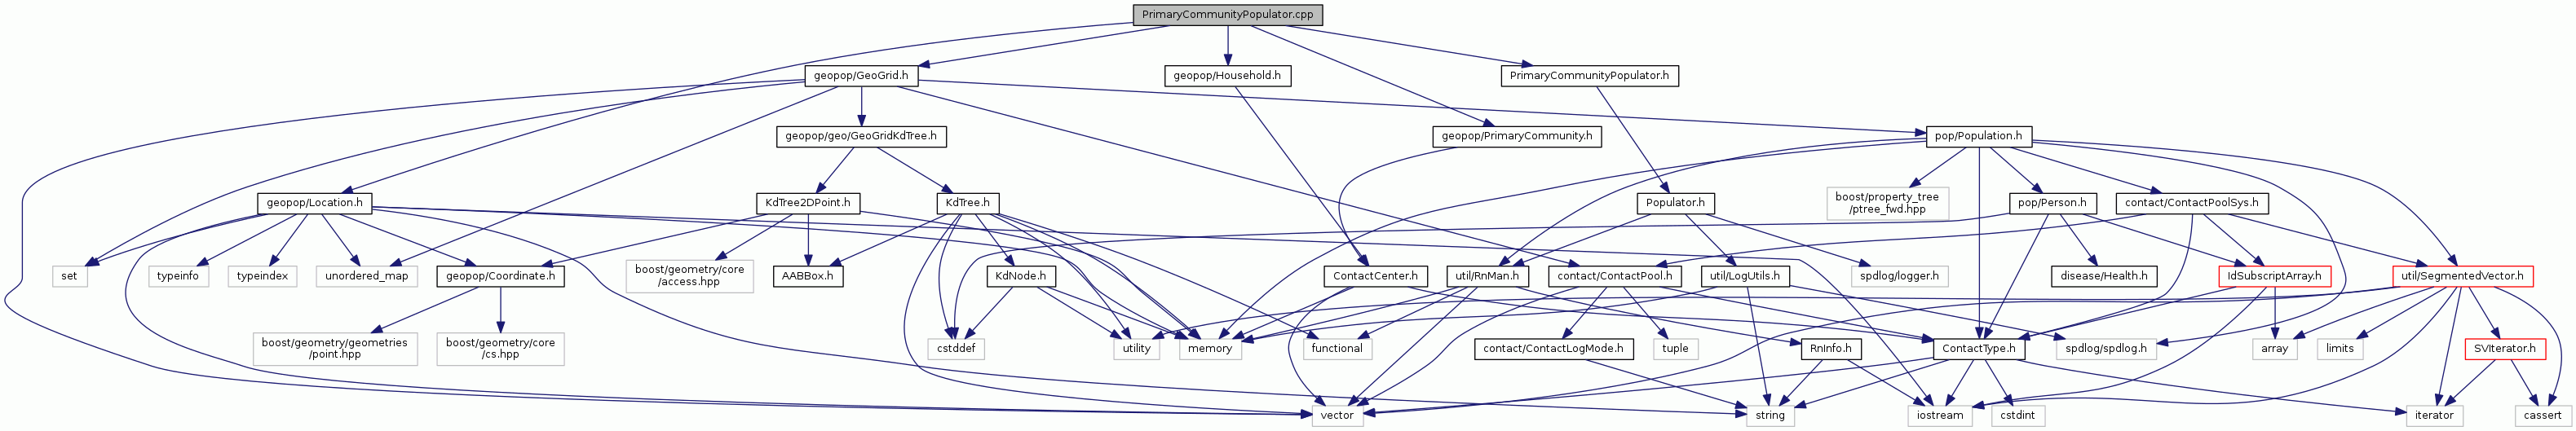 PrimaryCommunityPopulator.cpp
geopop/GeoGrid.h
geopop/Household.h
PrimaryCommunityPopulator.h
geopop/geo/GeoGridKdTree.h
geopop/PrimaryCommunity.h
pop/Population.h
geopop/Location.h
KdTree2DPoint.h
KdTree.h
Populator.h
boost/property_tree
/ptree_fwd.hpp
pop/Person.h
contact/ContactPoolSys.h
set
typeinfo
typeindex
unordered_map
geopop/Coordinate.h
boost/geometry/core
/access.hpp
AABBox.h
KdNode.h
ContactCenter.h
util/RnMan.h
contact/ContactPool.h
util/LogUtils.h
spdlog/logger.h
disease/Health.h
IdSubscriptArray.h
util/SegmentedVector.h
boost/geometry/geometries
/point.hpp
boost/geometry/core
/cs.hpp
cstddef
utility
memory
functional
contact/ContactLogMode.h
tuple
RnInfo.h
ContactType.h
spdlog/spdlog.h
array
limits
SVIterator.h
vector
string
iostream
cstdint
iterator
cassert